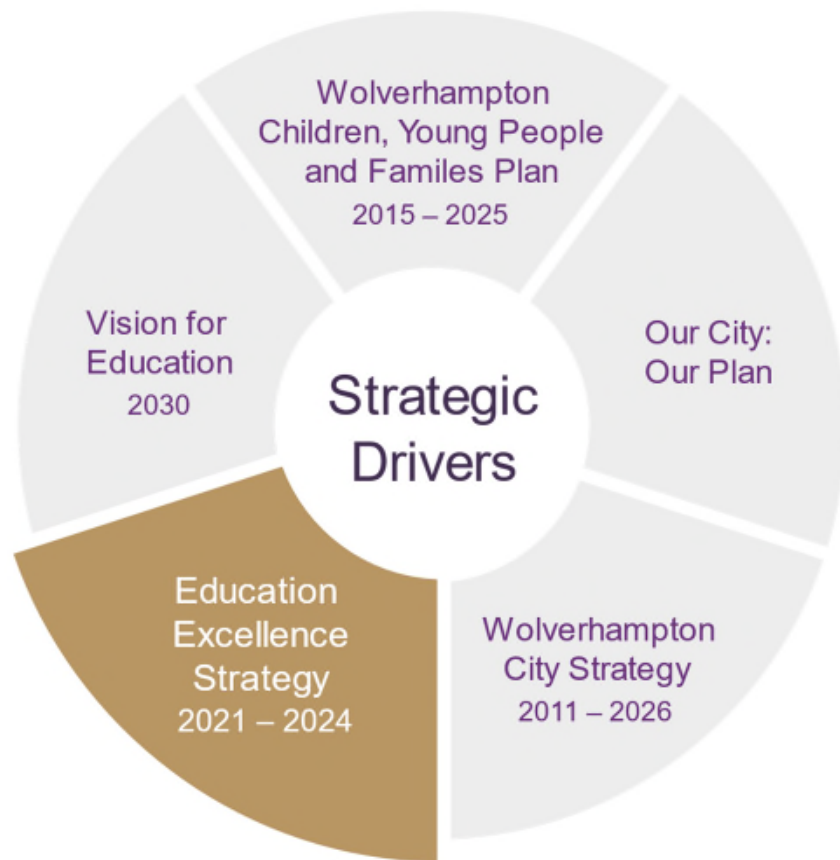 Wolverhampton
Children, Young People
and Familes Plan
2015 – 2025
Our City:
Our Plan
Wolverhampton
City Strategy
2011 – 2026
Education
Excellence
Strategy
2021 – 2024
Vision for
Education
2030
Strategic
Drivers